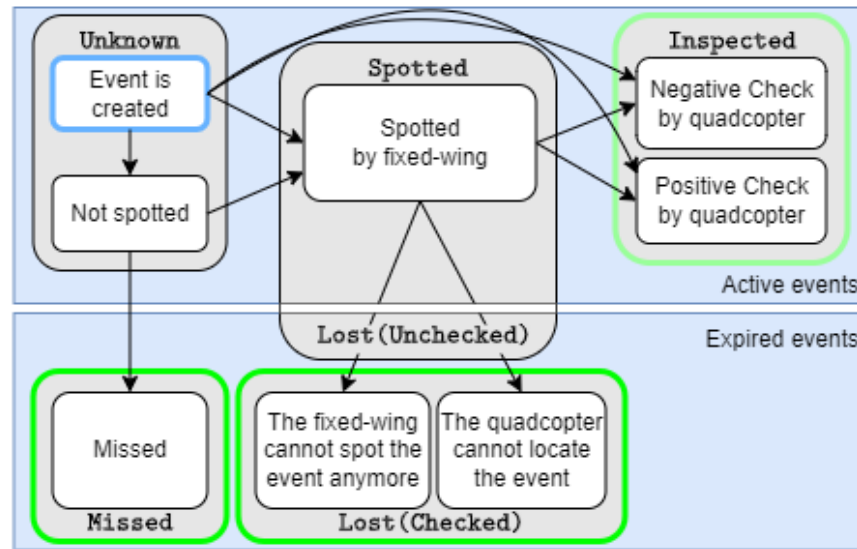 Unknown
Event is
created
Not spotted
Spotted
Spotted
by fixed-wing
Inspected
Negative Check
by quadcopter
Positive Check
by quadcopter
Active events
Lost(Unchecked)
Expired events
Missed
Missed
The fixed-wing
cannot spot the
event anymore
The quadcopter
cannot locate
the event
Lost(Checked)